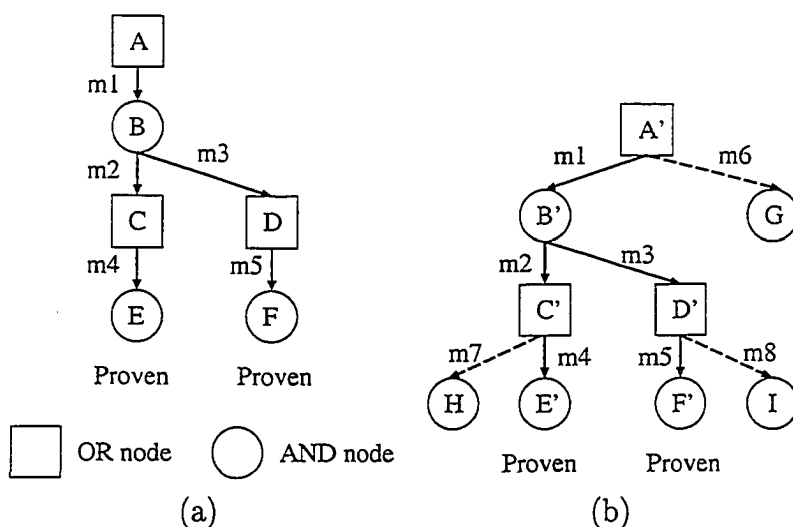 A
m1
B
m2 m3
C D
m4 m5
E F
Proven Proven
OR node AND node
(a)
A'
m1 m6
B' G
m2 m3
C' D'
m7 m4 m5 m8
H E' F' I
Proven Proven
(b)